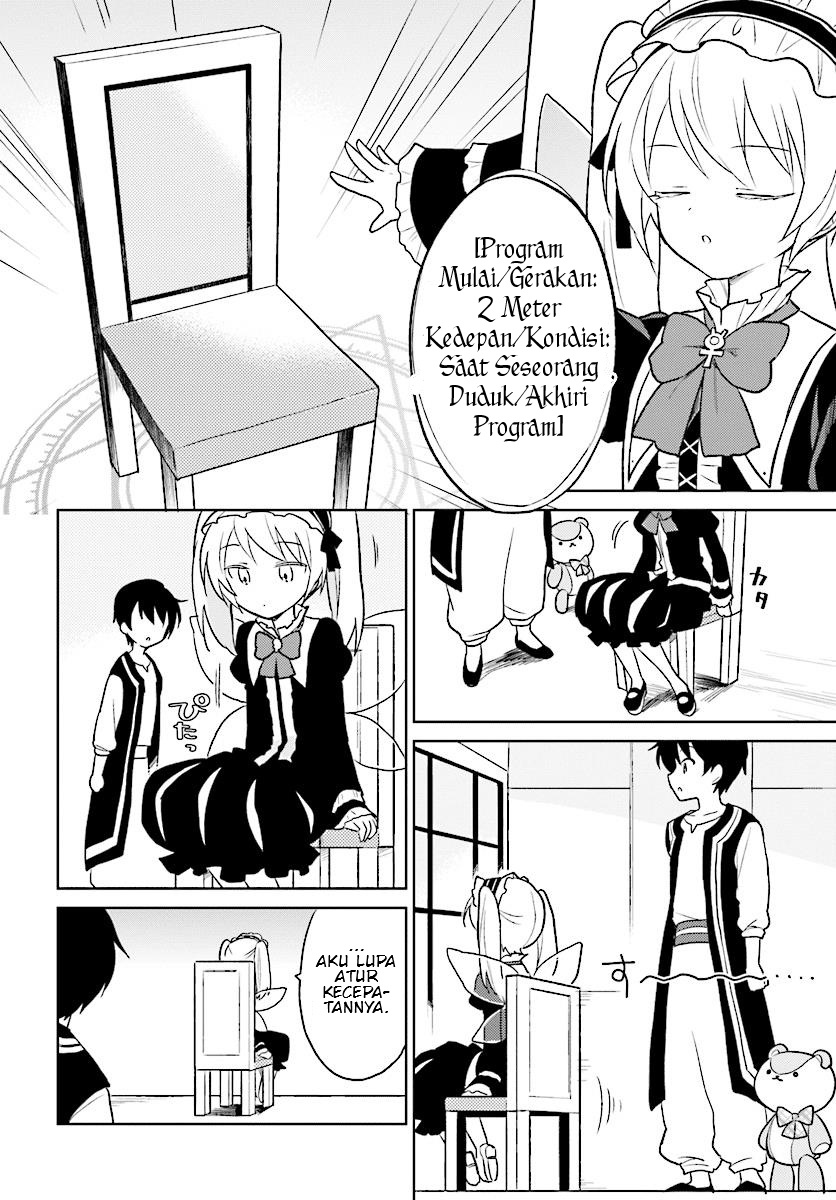 [Program
Mulai/Gerakan:
2 Meter
Kedepan/Kondisi:
Saat Seseorang
Duduk/Akhiri
Program]
カタ
す......
ぴたっ
...
AKU LUPA
ATUR
KECEPA-
TANNYA.